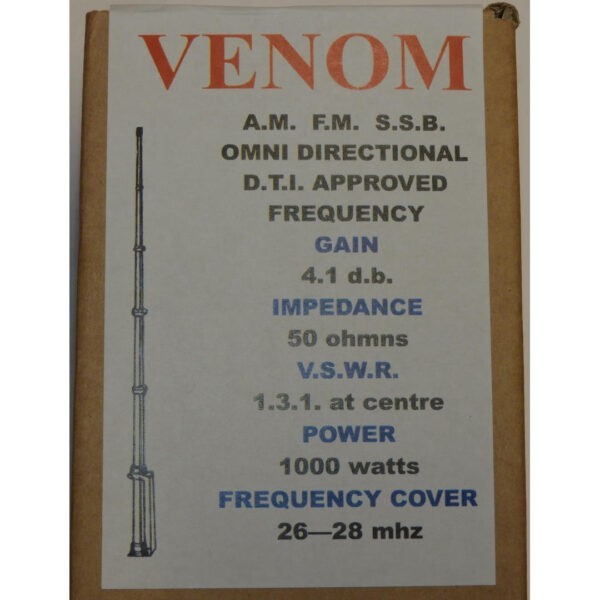 VENOM
A.M. F.M. S.S.B.
OMNI DIRECTIONAL
D.T.I. APPROVED
FREQUENCY
GAIN
4.1 d.b.
IMPEDANCE
50 ohmns
V.S.W.R.
1.3.1. at centre
POWER
1000 watts
FREQUENCY COVER
26—28 mhz